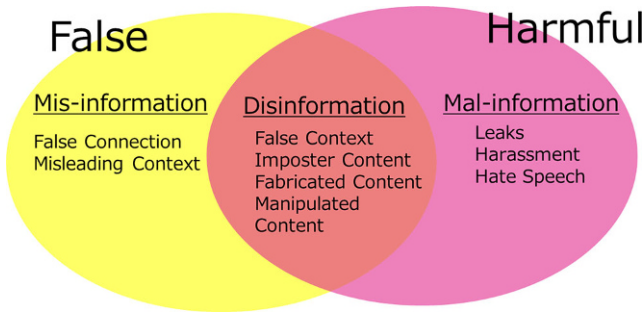 False
Harmful
Mis-information
False Connection
Misleading Context
Disinformation
False Context
Imposter Content
Fabricated Content
Manipulated
Content
Mal-information
Leaks
Harassment
Hate Speech